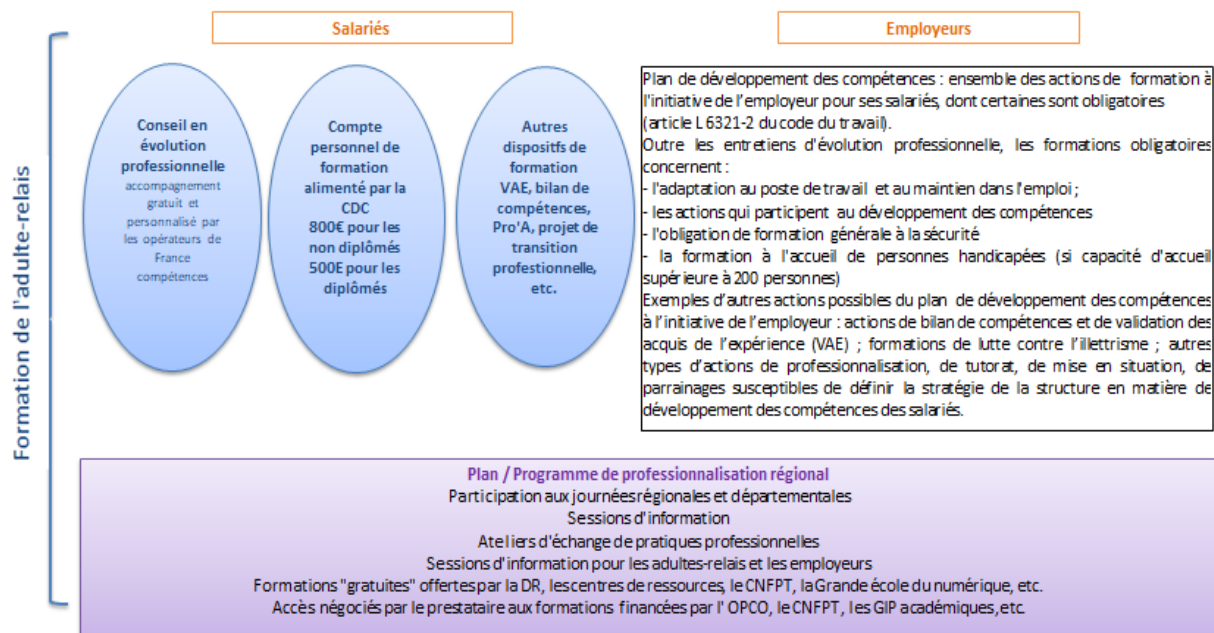 Formation de l'adulte-relais
Salariés
Conseil en
évolution
professionnelle
accompagnement
gratuit et
personnalisé par
les opérateurs de
France
compétences
Compte
personnel de
formation
alimenté par la
CDC
800€ pour les
non diplômés
500E pour les
diplômés
Autres
dispositfs de
formation
VAE, bilan de
compétences,
Pro'A, projet de
transition
profestionnelle,
etc.
Employeurs
Plan de développement des compétences : ensemble des actions de formation à
l'initiative de l'employeur pour ses salariés, dont certaines sont obligatoires
(article L 6321-2 du code du travail).
Outre les entretiens d'évolution professionnelle, les formations obligatoires
concernent :
- l'adaptation au poste de travail et au maintien dans l'emploi ;
- les actions qui participent au développement des compétences
- l'obligation de formation générale à la sécurité
- la formation à l'accueil de personnes handicapées (si capacité d'accueil
supérieure à 200 personnes)
Exemples d'autres actions possibles du plan de développement des compétences
à l'initiative de l'employeur : actions de bilan de compétences et de validation des
acquis de l'expérience (VAE) ; formations de lutte contre l'illettrisme ; autres
types d'actions de professionalisation, de tutorat, de mise en situation, de
parrainages susceptibles de définir la stratégie de la structure en matière de
développement des compétences des salariés.
Plan / Programme de professionnalisation régional
Participation aux journées régionales et départementales
Sessions d'information
Ateliers d'échange de pratiques professionnelles
Sessions d'information pour les adultes-relais et les employeurs
Formations "gratuites" offertes par la DR, les centres de ressources, le CNFPT, la Grande école du numérique, etc.
Accès négociés par le prestataire aux formations financées par l' OPCO, le CNFPT, les GIP académiques, etc.